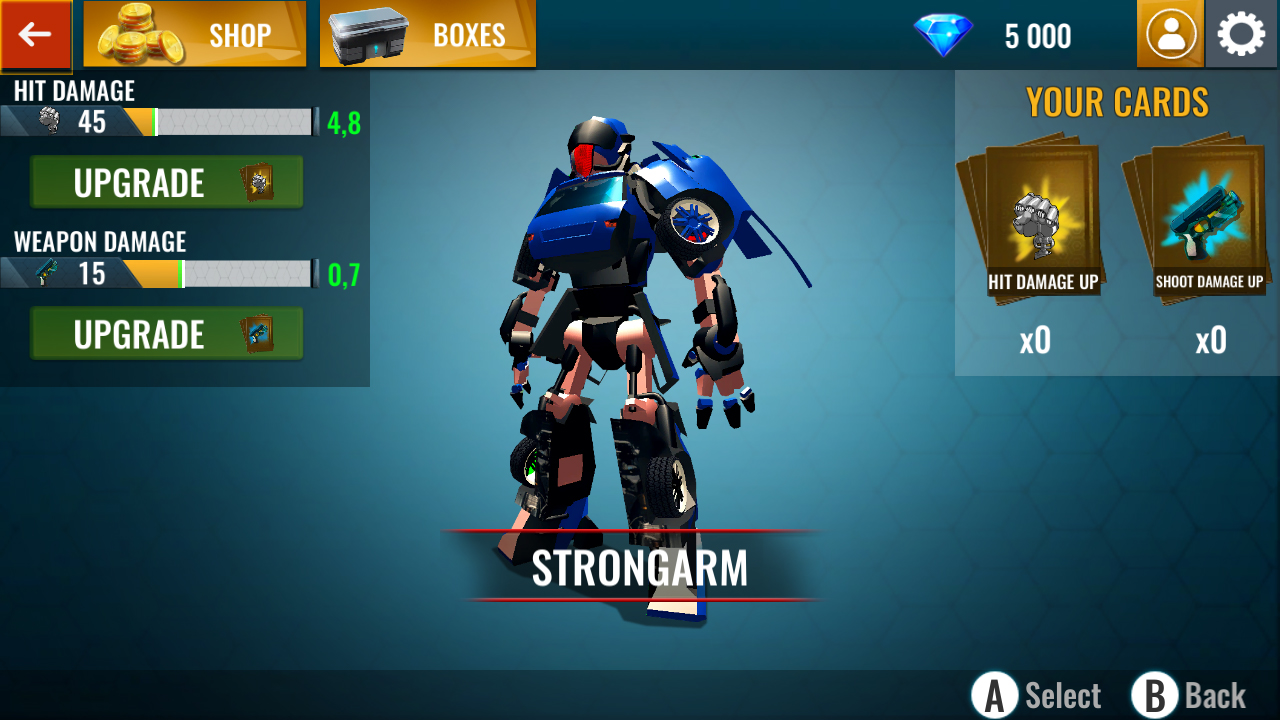 SHOP
BOXES
5 000
HIT DAMAGE
45
4,8
UPGRADE
WEAPON DAMAGE
15
0,7
UPGRADE
YOUR CARDS
HIT DAMAGE UP
SHOOT DAMAGE UP
x0
x0
STRONGARM
A Select
B Back